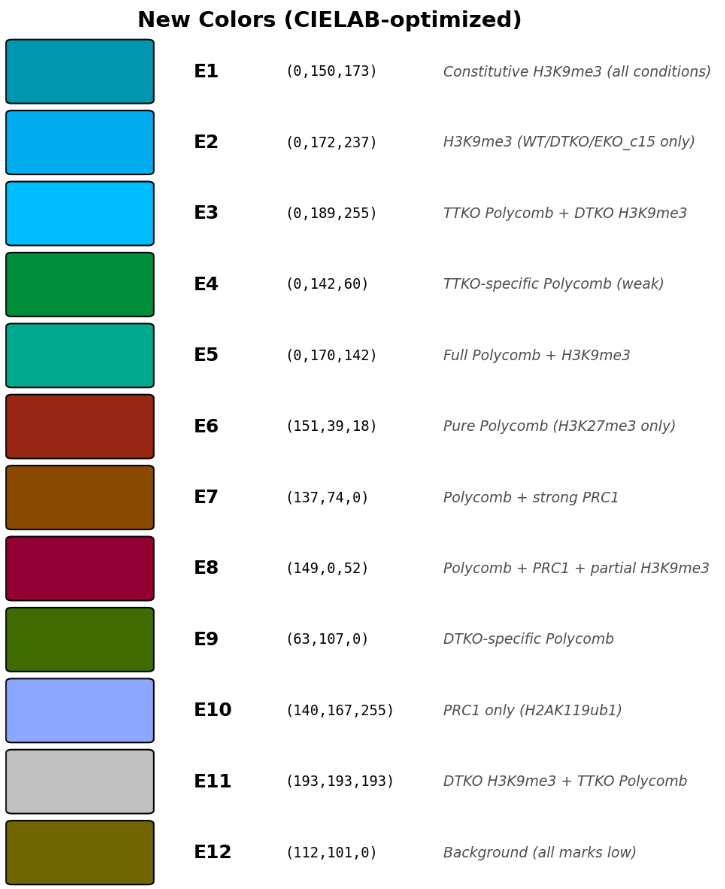 New Colors (CIELAB-optimized)
E1 (0,150,173) Constitutive H3K9me3 (all conditions)
E2 (0,172,237) H3K9me3 (WT/DTKO/EKO_c15 only)
E3 (0,189,255) TTKO Polycomb + DTKO H3K9me3
E4 (0,142,60) TTKO-specific Polycomb (weak)
E5 (0,170,142) Full Polycomb + H3K9me3
E6 (151,39,18) Pure Polycomb (H3K27me3 only)
E7 (137,74,0) Polycomb + strong PRC1
E8 (149,0,52) Polycomb + PRC1 + partial H3K9me3
E9 (63,107,0) DTKO-specific Polycomb
E10 (140,167,255) PRC1 only (H2AK119ub1)
E11 (193,193,193) DTKO H3K9me3 + TTKO Polycomb
E12 (112,101,0) Background (all marks low)